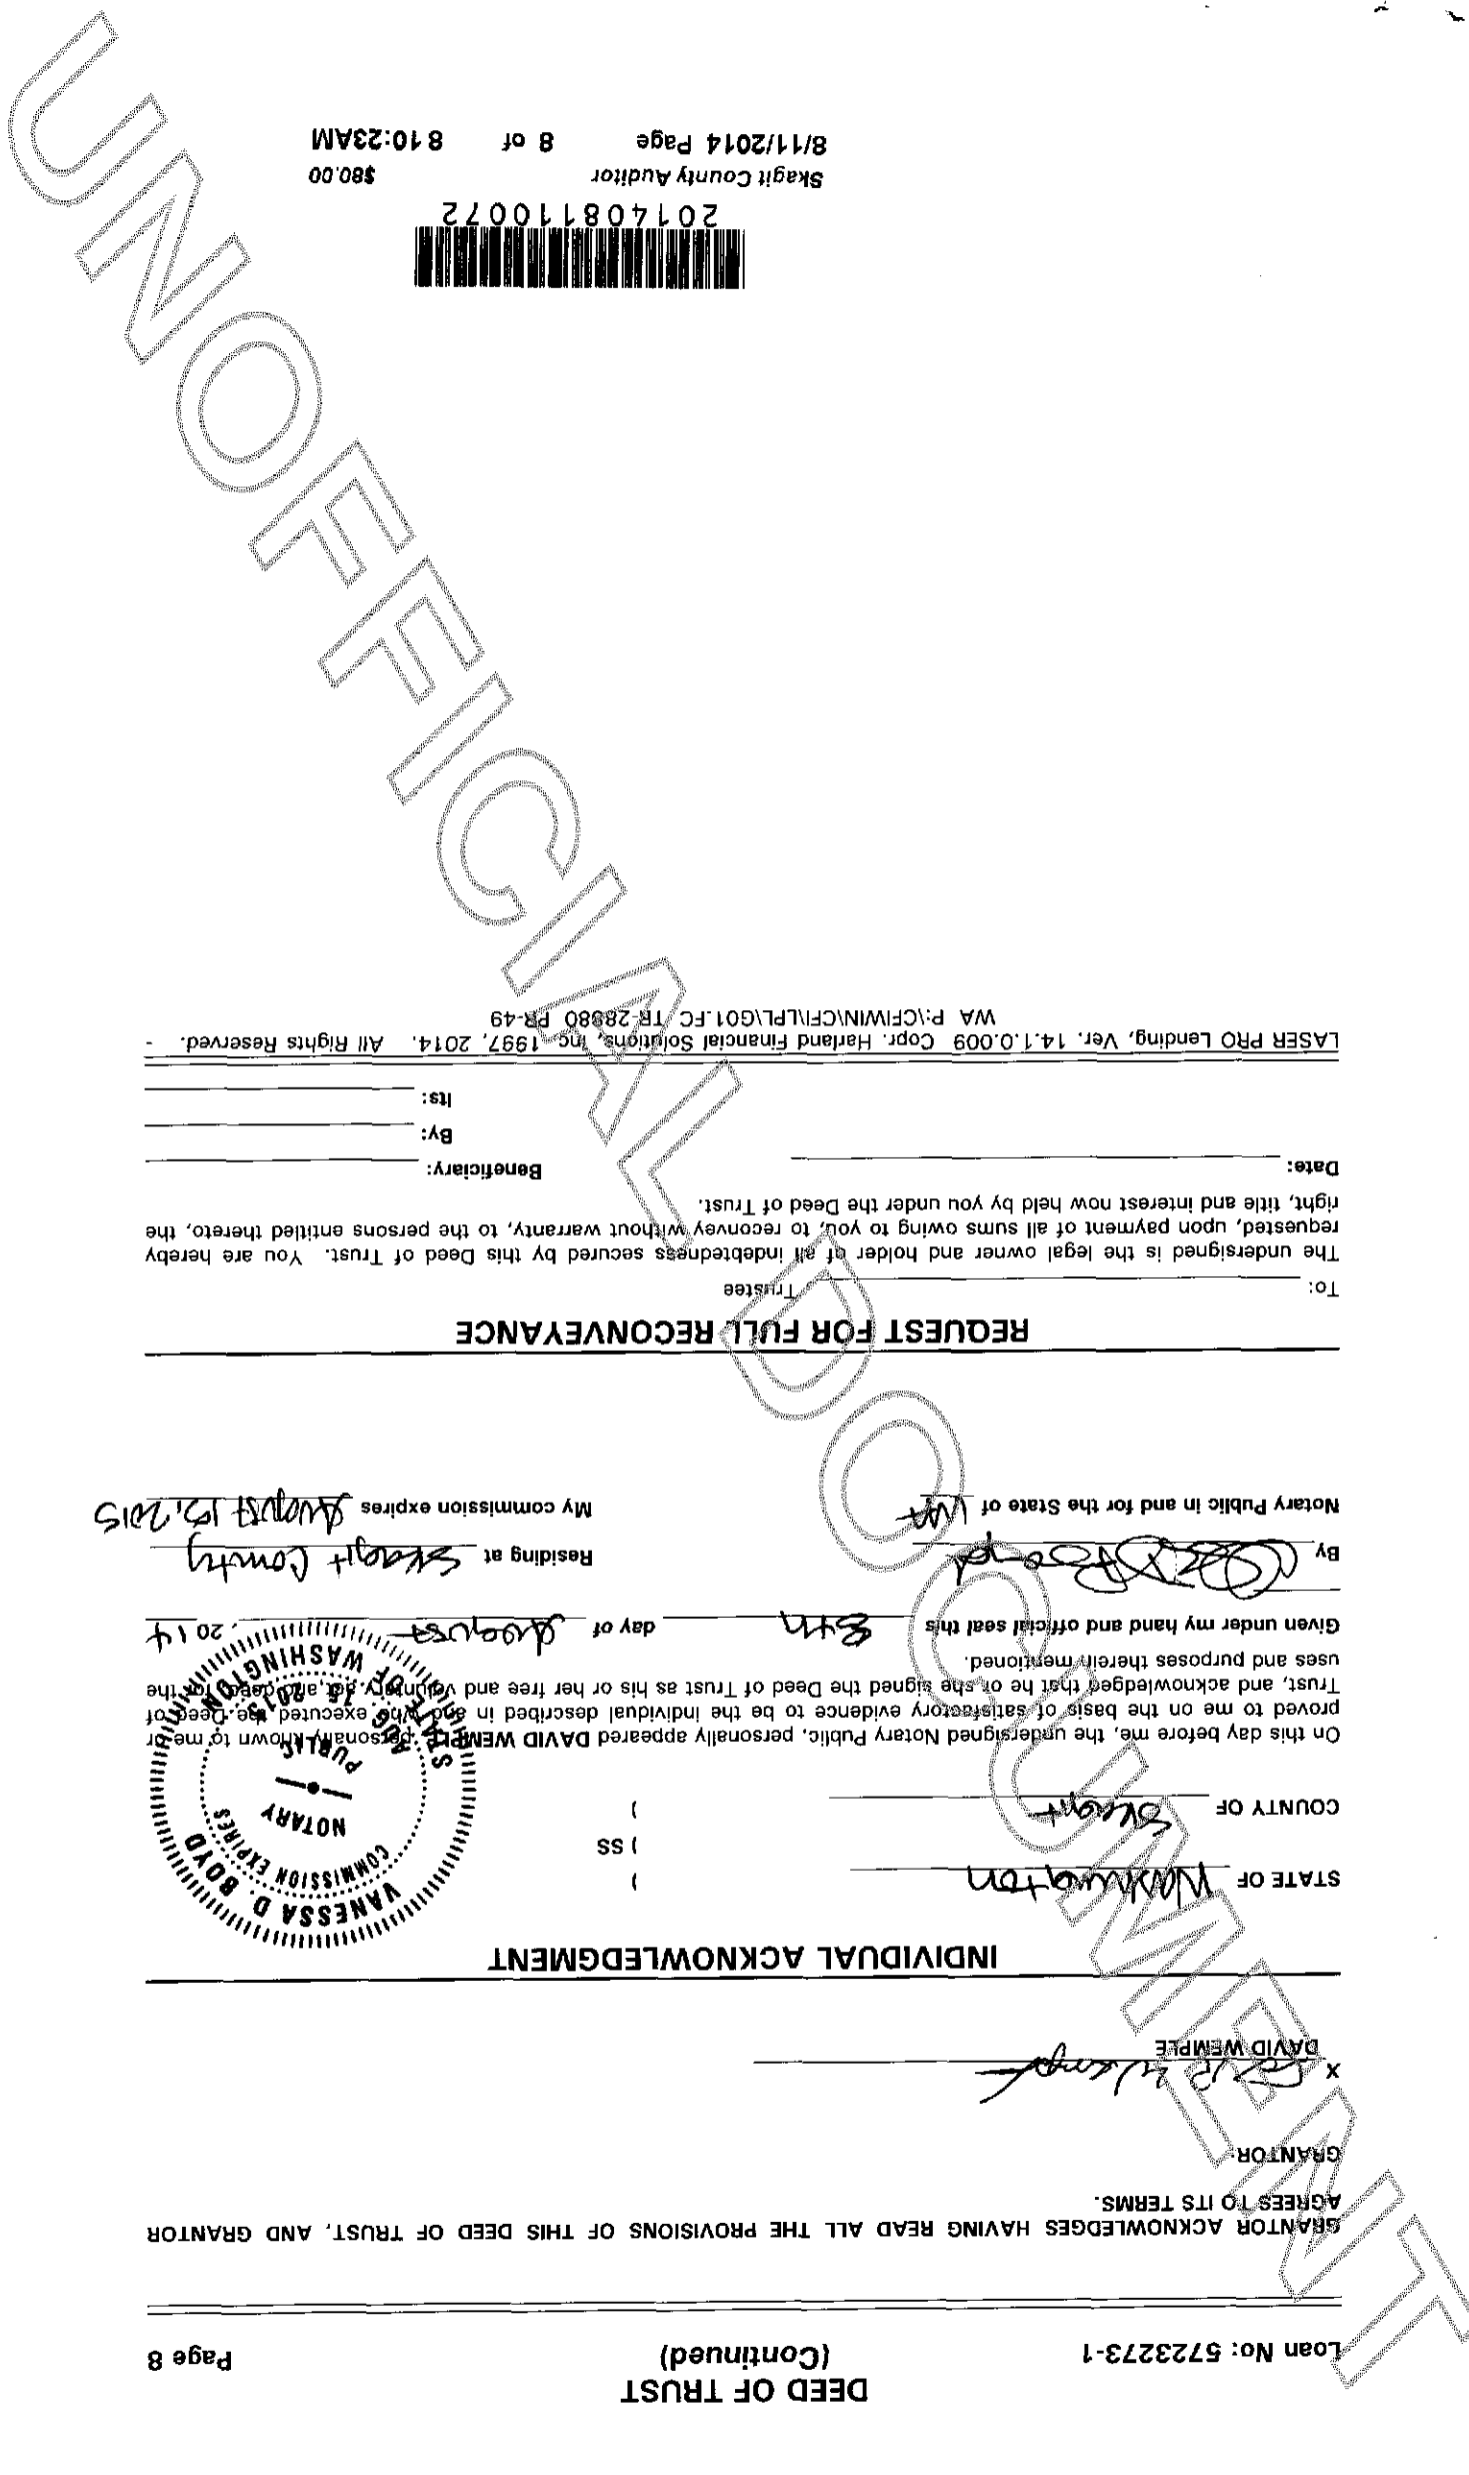 DEED OF TRUST
Loan No: 5723273-1 (Continued) Page 8
GRANTOR ACKNOWLEDGES HAVING READ ALL THE PROVISIONS OF THIS DEED OF TRUST, AND GRANTOR
AGREES TO ITS TERMS.
GRANTOR:
X
DAVID WEMPLE
INDIVIDUAL ACKNOWLEDGMENT
STATE OF Washington )
) SS
COUNTY OF Skagit )
VANESSA D. BOYD
COMMISSION EXPIRES
NOTARY
PUBLIC
AUG. 15, 2015
STATE OF WASHINGTON
On this day before me, the undersigned Notary Public, personally appeared DAVID WEMPLE, personally known to me or
proved to me on the basis of satisfactory evidence to be the individual described in and who executed the Deed of
Trust, and acknowledged that he or she signed the Deed of Trust as his or her free and voluntary act and deed, for the
uses and purposes therein mentioned.
Given under my hand and official seal this 8th day of August, 2014
By Residing at Skagit County
Notary Public in and for the State of WA My commission expires August 15, 2015
REQUEST FOR FULL RECONVEYANCE
To: , Trustee
The undersigned is the legal owner and holder of all indebtedness secured by this Deed of Trust. You are hereby
requested, upon payment of all sums owing to you, to reconvey without warranty, to the persons entitled thereto, the
right, title and interest now held by you under the Deed of Trust.
Date: Beneficiary:
By:
Its:
LASER PRO Lending, Ver. 14.1.0.009 Copr. Harland Financial Solutions, Inc. 1997, 2014. All Rights Reserved. -
WA P:\CFI\WIN\CFI\LPL\G01.FC TR-28980 PR-49
201408110072
Skagit County Auditor $80.00
8/11/2014 Page 8 of 8 10:23AM
UNOFFICIAL DOCUMENT